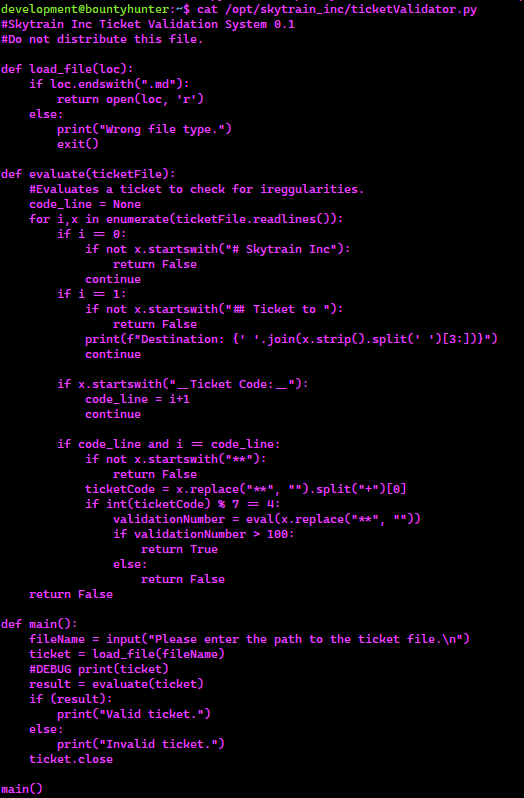 development@bountyhunter:~$ cat /opt/skytrain_inc/ticketValidator.py
#Skytrain Inc Ticket Validation System 0.1
#Do not distribute this file.

def load_file(loc):
    if loc.endswith(".md"):
        return open(loc, 'r')
    else:
        print("Wrong file type.")
        exit()

def evaluate(ticketFile):
    #Evaluates a ticket to check for ireggularities.
    code_line = None
    for i,x in enumerate(ticketFile.readlines()):
        if i == 0:
            if not x.startswith("# Skytrain Inc"):
                return False
            continue
        if i == 1:
            if not x.startswith("## Ticket to "):
                return False
            print(f"Destination: {' '.join(x.strip().split(' ')[3:])}")
            continue

        if x.startswith("__Ticket Code:__"):
            code_line = i+1
            continue

        if code_line and i == code_line:
            if not x.startswith("**"):
                return False
            ticketCode = x.replace("**", "").split("+")[0]
            if int(ticketCode) % 7 == 4:
                validationNumber = eval(x.replace("**", ""))
                if validationNumber > 100:
                    return True
                else:
                    return False
    return False

def main():
    fileName = input("Please enter the path to the ticket file.\n")
    ticket = load_file(fileName)
    #DEBUG print(ticket)
    result = evaluate(ticket)
    if (result):
        print("Valid ticket.")
    else:
        print("Invalid ticket.")
    ticket.close

main()